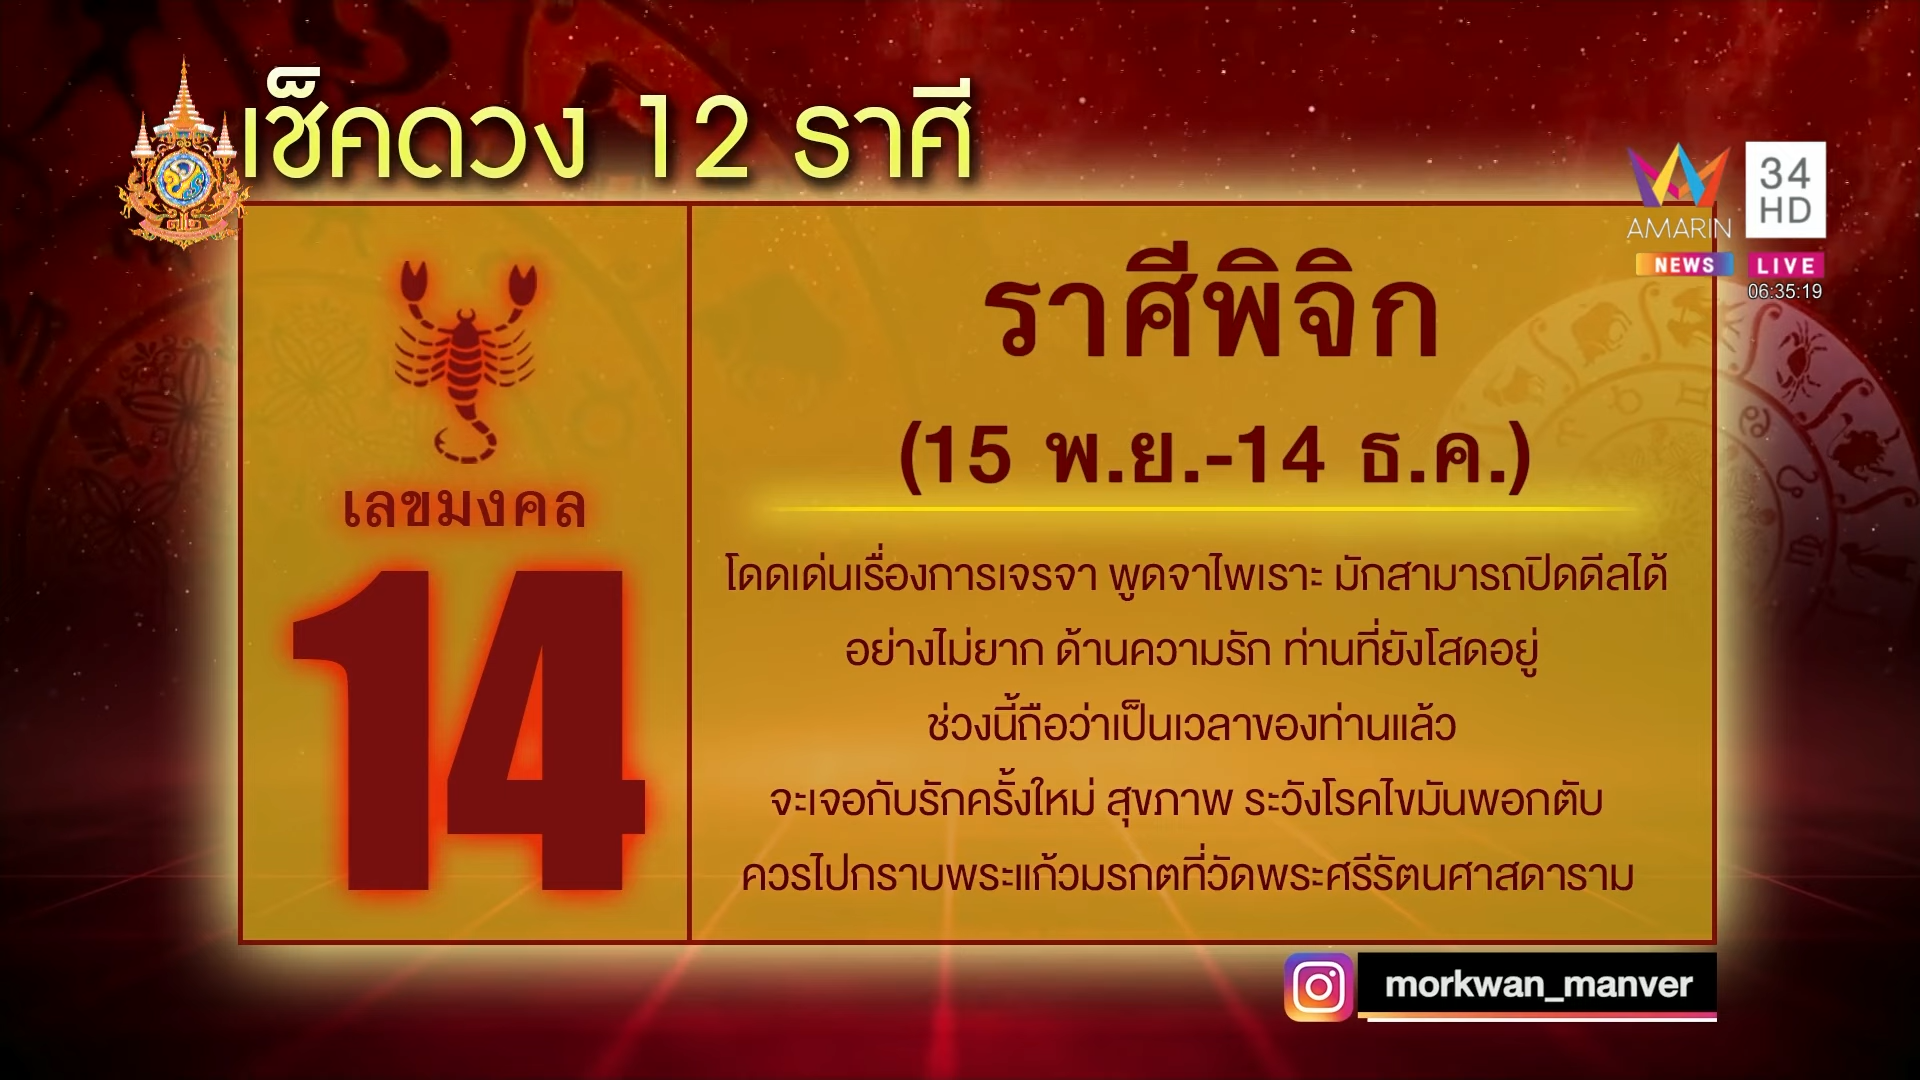 เช็คดวง 12 ราศี
AMARIN
34
HD
NEWS
LIVE
06:35:19
เลขมงคล
14
ราศีพิจิก
(15 พ.ย.-14 ธ.ค.)
โดดเด่นเรื่องการเจรจา พูดจาไพเราะ มักสามารถปิดดีลได้
อย่างไม่ยาก ด้านความรัก ท่านที่ยังโสดอยู่
ช่วงนี้ถือว่าเป็นเวลาของท่านแล้ว
จะเจอกับรักครั้งใหม่ สุขภาพ ระวังโรคไขมันพอกตับ
ควรไปกราบพระแก้วมรกตที่วัดพระศรีรัตนศาสดาราม
morkwan_manver